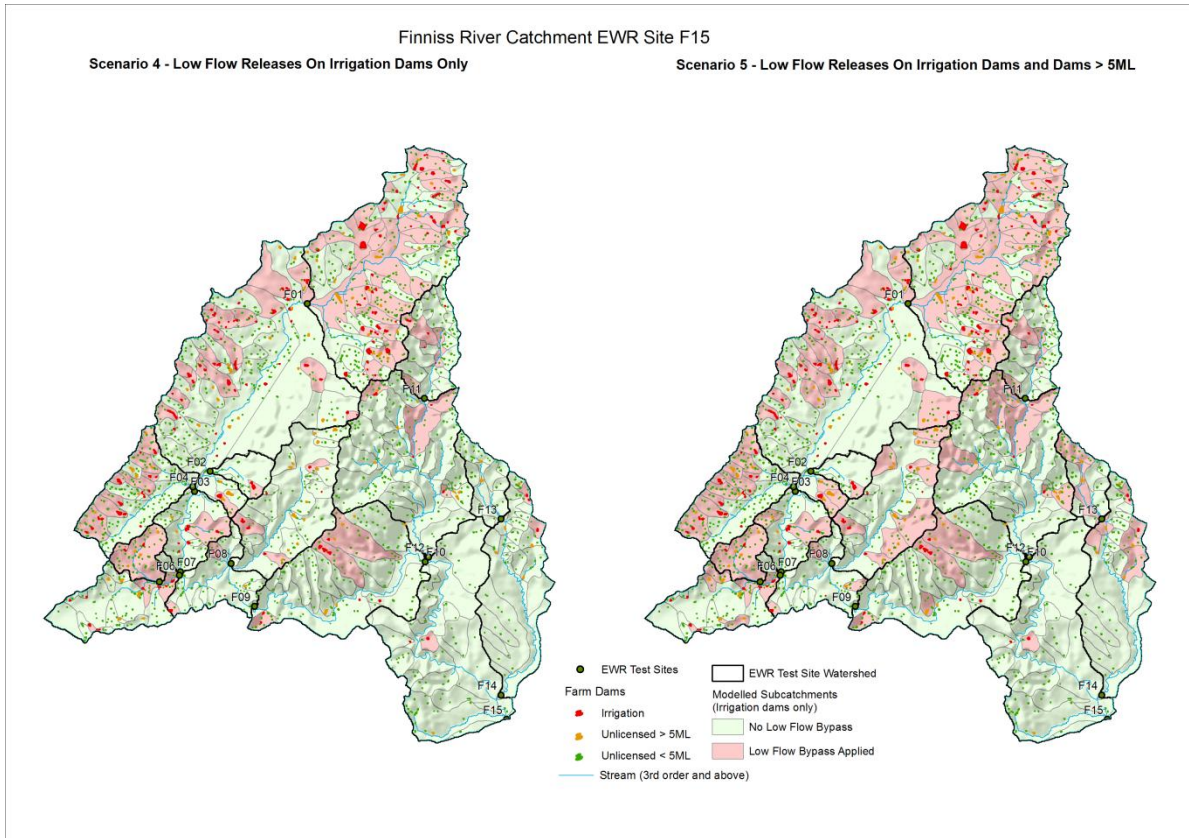 Finniss River Catchment EWR Site F15
Scenario 4 - Low Flow Releases On Irrigation Dams Only
Scenario 5 - Low Flow Releases On Irrigation Dams and Dams > 5ML
F01
F11
F02
F04
F03
F13
F08
F12
F10
F07
F06
F09
F14
F15
F01
F11
F02
F04
F03
F13
F08
F12
F10
F07
F06
F09
F14
F15
EWR Test Sites
Farm Dams
Irrigation
Unlicensed > 5ML
Unlicensed < 5ML
Stream (3rd order and above)
EWR Test Site Watershed
Modelled Subcatchments
(Irrigation dams only)
No Low Flow Bypass
Low Flow Bypass Applied